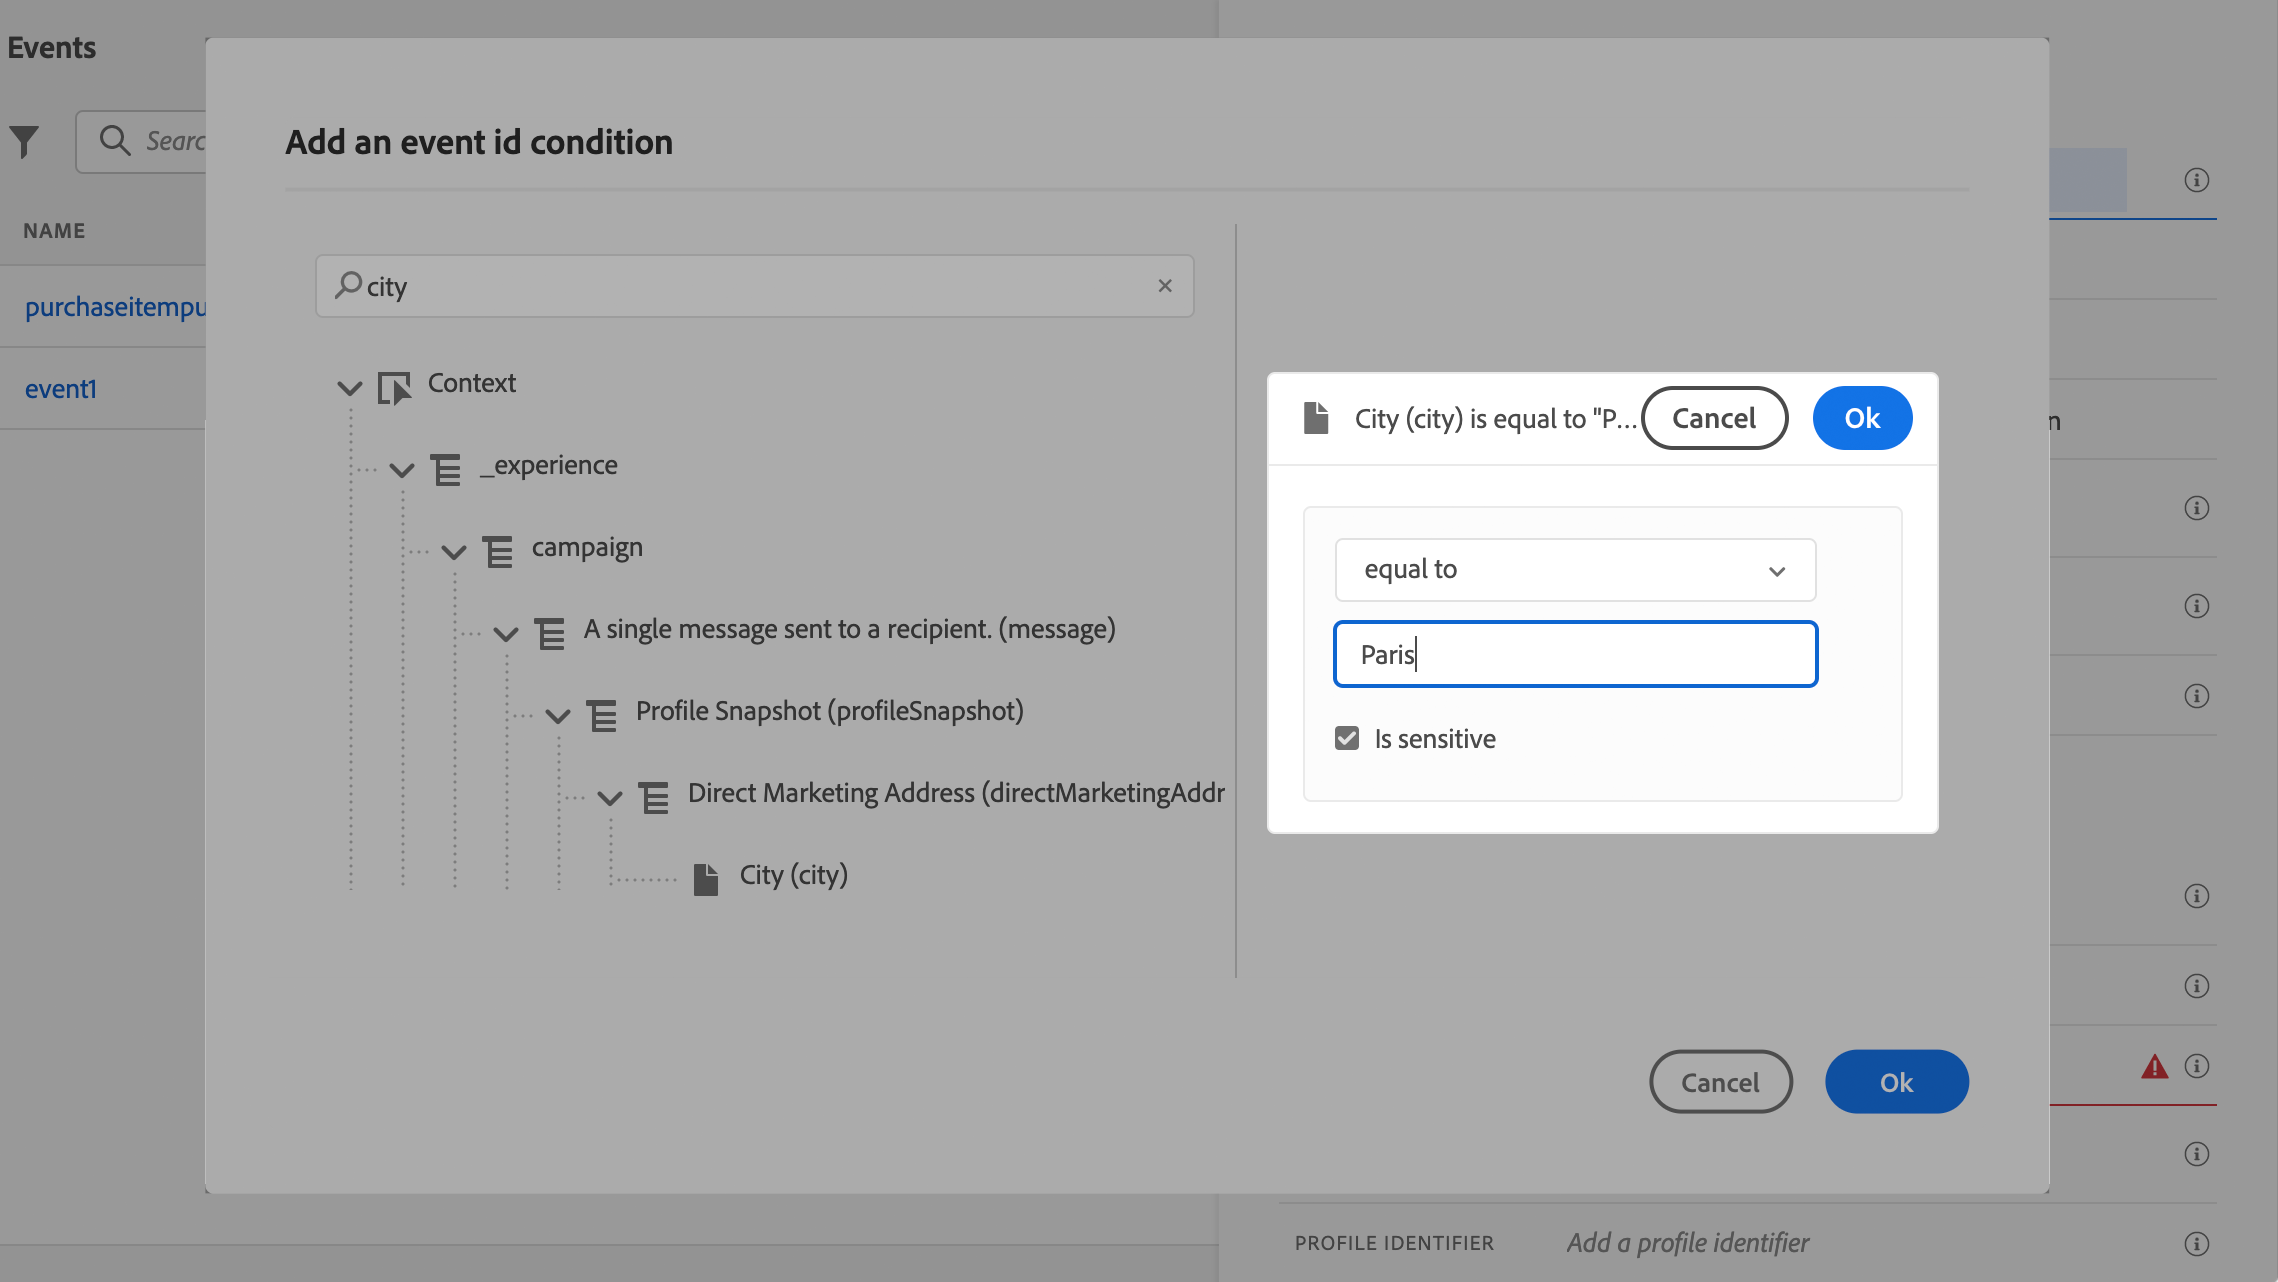 Events
Searc
NAME
purchaseitempu
event1
Add an event id condition
city
Context
_experience
campaign
A single message sent to a recipient. (message)
Profile Snapshot (profileSnapshot)
Direct Marketing Address (directMarketingAddr
City (city)
City (city) is equal to "P...
Cancel
Ok
equal to
Paris
Is sensitive
Cancel
Ok
n
PROFILE IDENTIFIER
Add a profile identifier